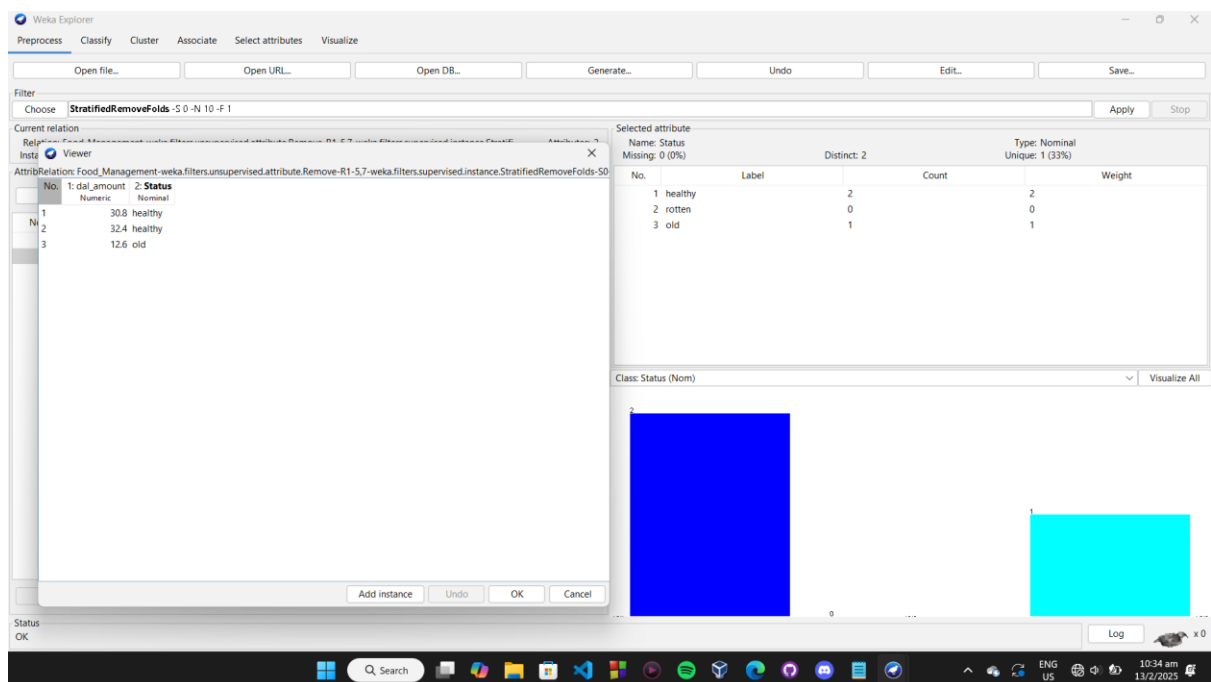 Weka Explorer
Preprocess Classify Cluster Associate Select attributes Visualize
Open file... Open URL... Open DB... Generate... Undo Edit... Save...
Filter
Choose StratifiedRemoveFolds -S 0 -N 10 -F 1 Apply Stop
Current relation
Selected attribute
Name: Status Type: Nominal
Missing: 0 (0%) Distinct: 2 Unique: 1 (33%)
Viewer
Relation: Food_Management-weka.filters.unsupervised.attribute.Remove-R1-5,7-weka.filters.supervised.instance.StratifiedRemoveFolds-S0
No. 1: dal_amount 2: Status
Numeric Nominal
1 30.8 healthy
2 32.4 healthy
3 12.6 old
Add instance Undo OK Cancel
No. Label Count Weight
1 healthy 2 2
2 rotten 0 0
3 old 1 1
Class: Status (Nom) Visualize All
2
0
1
Status
OK
Log x 0
Search
ENG
US
10:34 am
13/2/2025